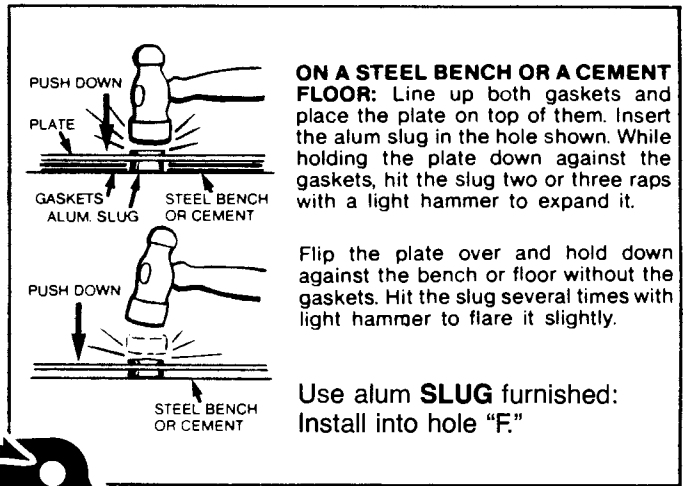 PUSH DOWN
PLATE
GASKETS
ALUM. SLUG
STEEL BENCH
OR CEMENT
ON A STEEL BENCH OR A CEMENT
FLOOR: Line up both gaskets and
place the plate on top of them. Insert
the alum slug in the hole shown. While
holding the plate down against the
gaskets, hit the slug two or three raps
with a light hammer to expand it.
PUSH DOWN
STEEL BENCH
OR CEMENT
Flip the plate over and hold down
against the bench or floor without the
gaskets. Hit the slug several times with
light hammer to flare it slightly.
Use alum SLUG furnished:
Install into hole “F.”